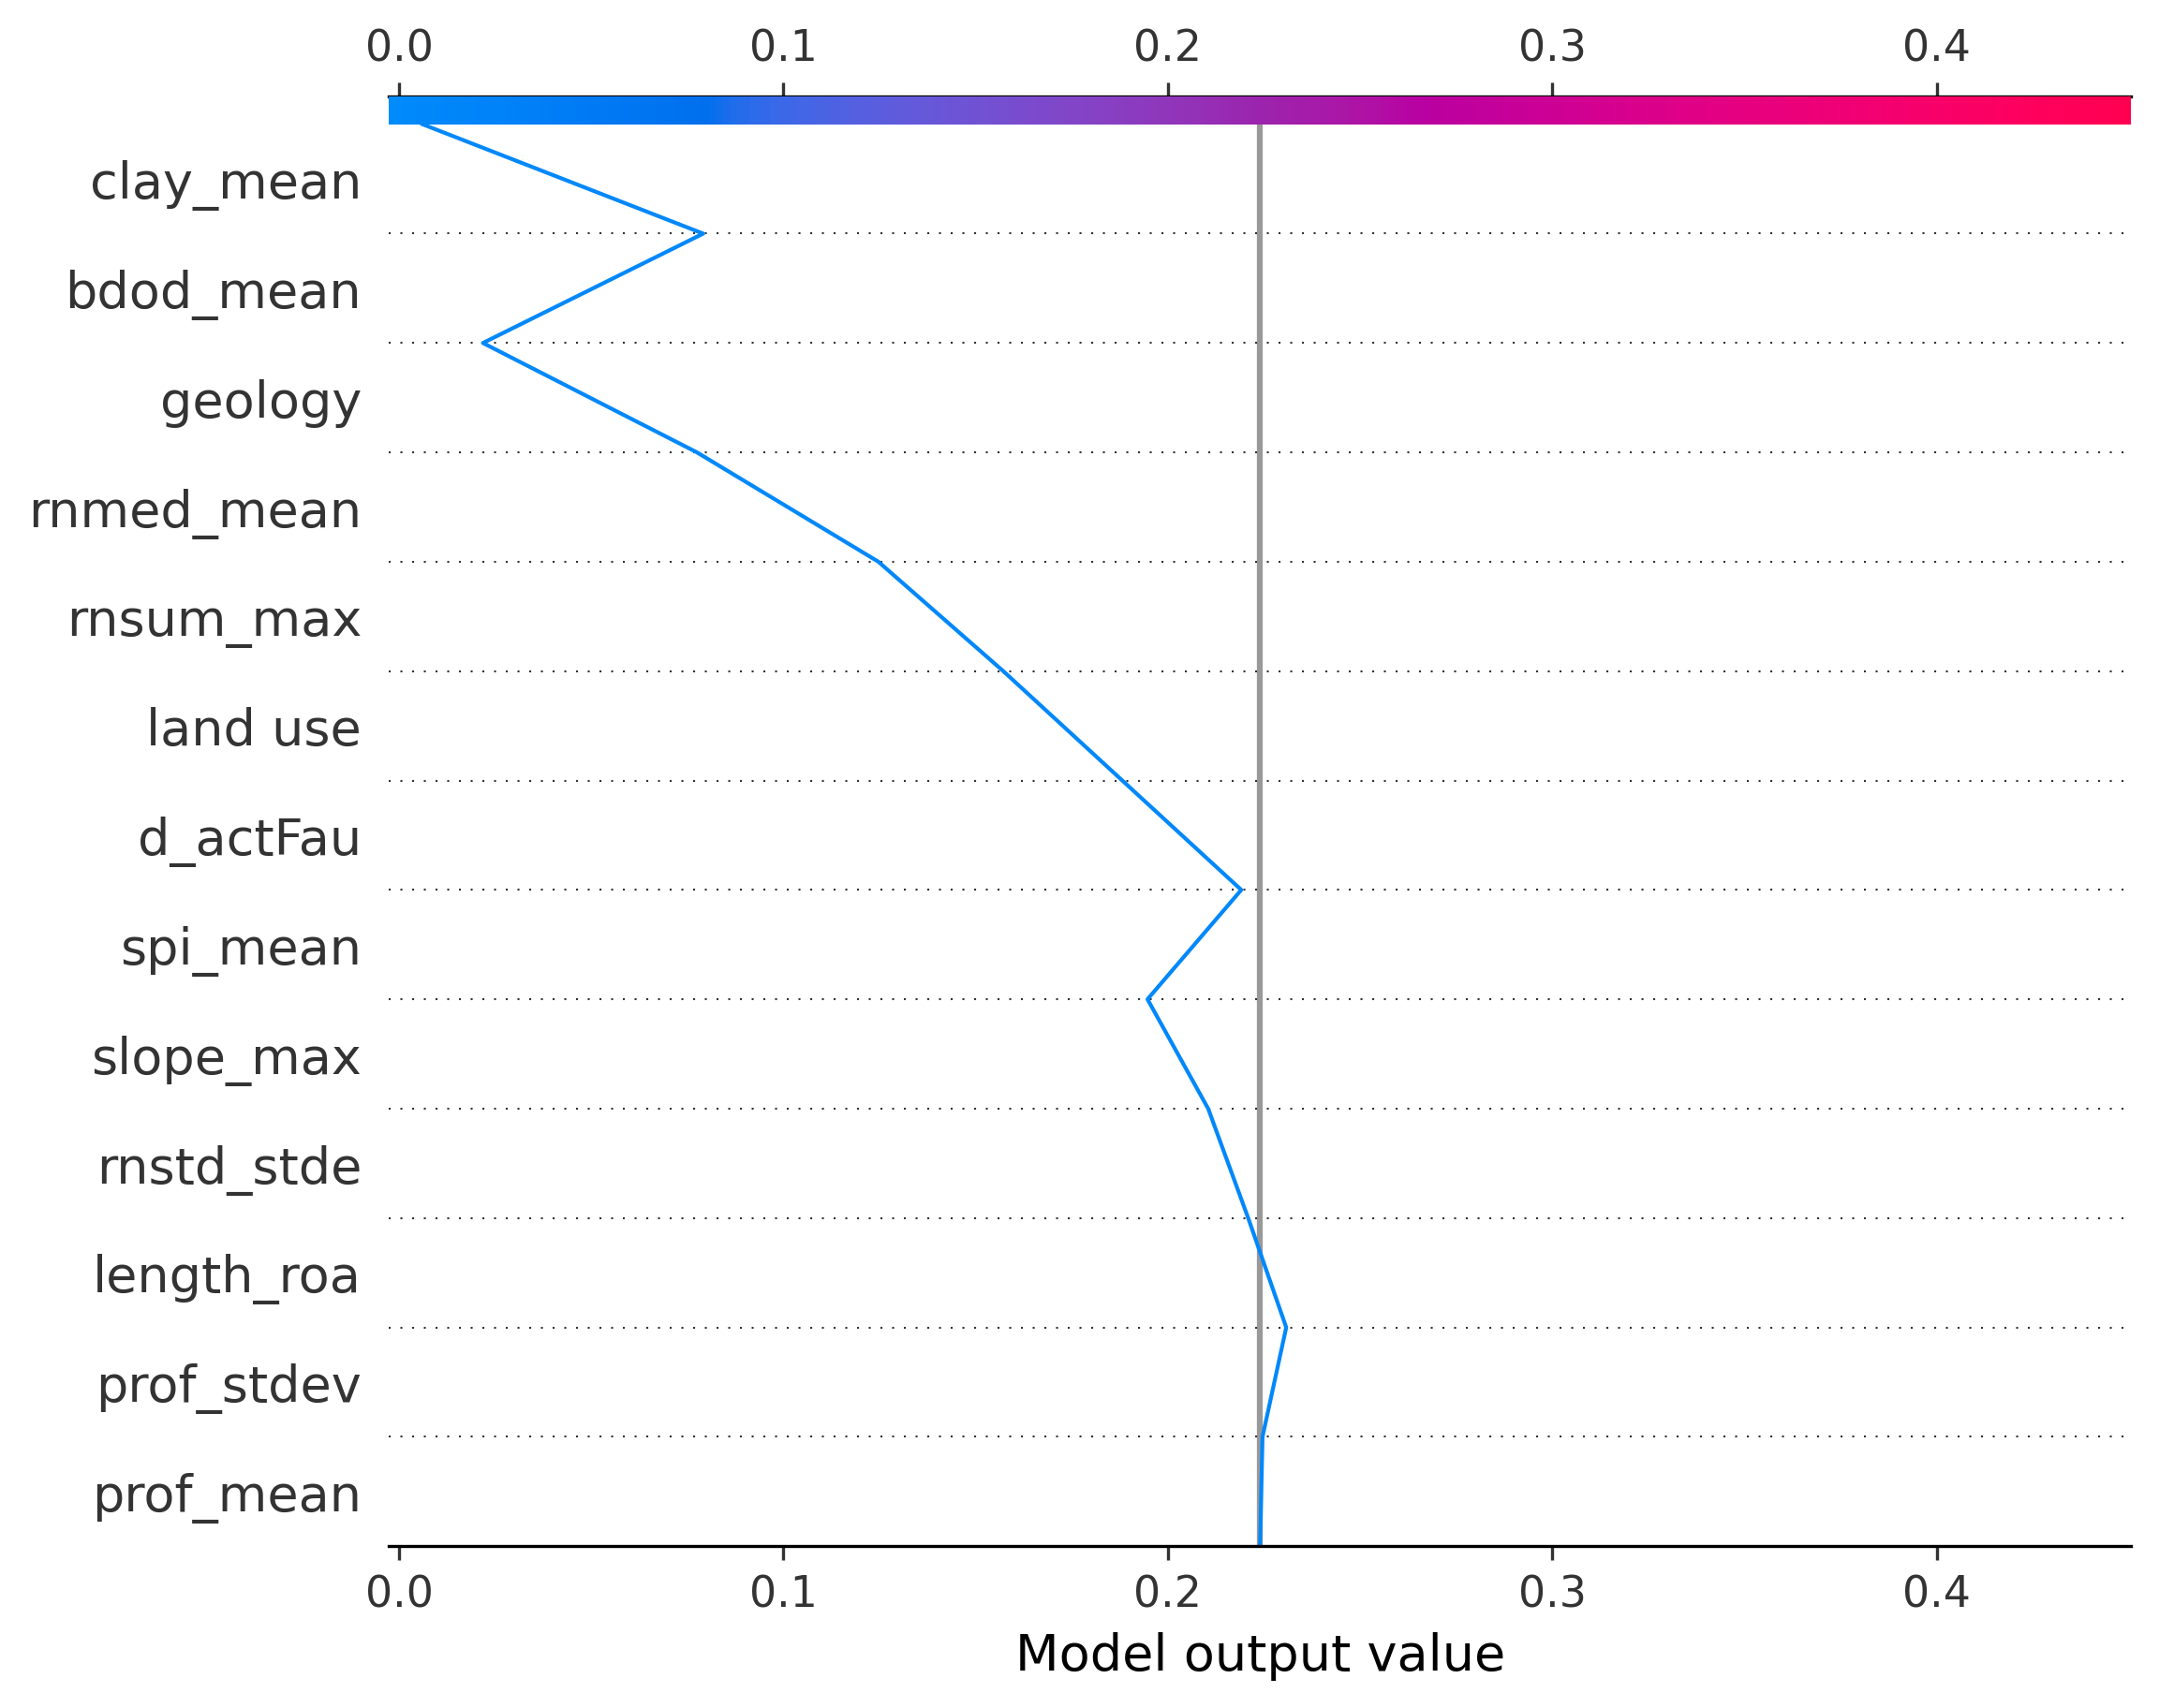 0.0 0.1 0.2 0.3 0.4
clay_mean
bdod_mean
geology
rnmed_mean
rnsum_max
land use
d_actFau
spi_mean
slope_max
rnstd_stde
length_roa
prof_stdev
prof_mean
0.0 0.1 0.2 0.3 0.4
Model output value